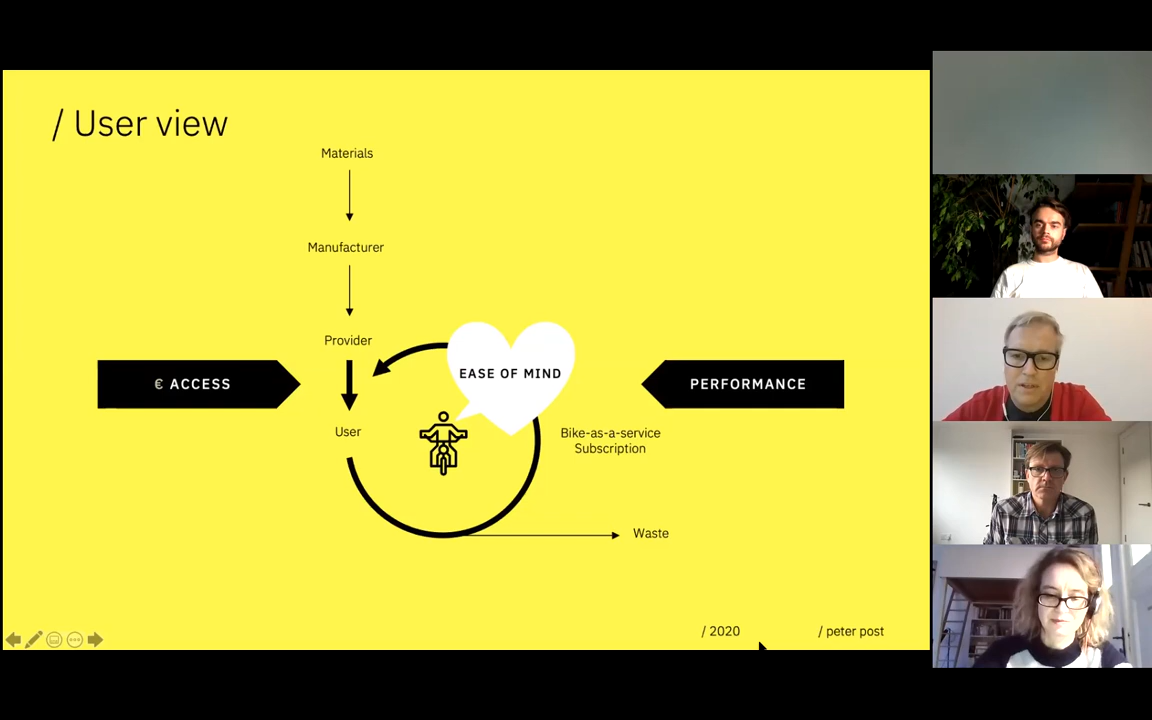 / User view
Materials
Manufacturer
Provider
€ ACCESS
EASE OF MIND
PERFORMANCE
User
Bike-as-a-service
Subscription
Waste
/ 2020
/ peter post